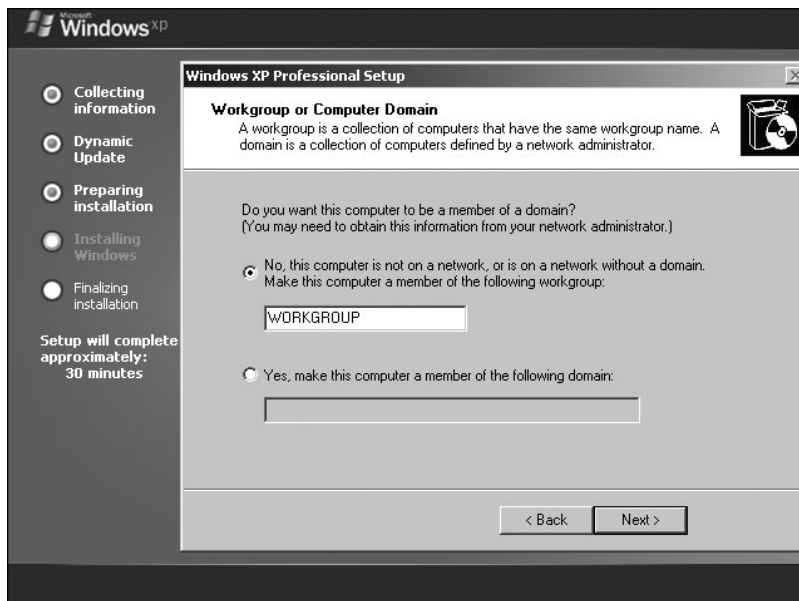 Microsoft
Windows xp
Collecting
information
Dynamic
Update
Preparing
installation
Installing
Windows
Finalizing
installation
Setup will complete
approximately:
30 minutes
Windows XP Professional Setup
Workgroup or Computer Domain
A workgroup is a collection of computers that have the same workgroup name. A
domain is a collection of computers defined by a network administrator.
Do you want this computer to be a member of a domain?
(You may need to obtain this information from your network administrator.)
No, this computer is not on a network, or is on a network without a domain.
Make this computer a member of the following workgroup:
WORKGROUP
Yes, make this computer a member of the following domain:
< Back
Next >